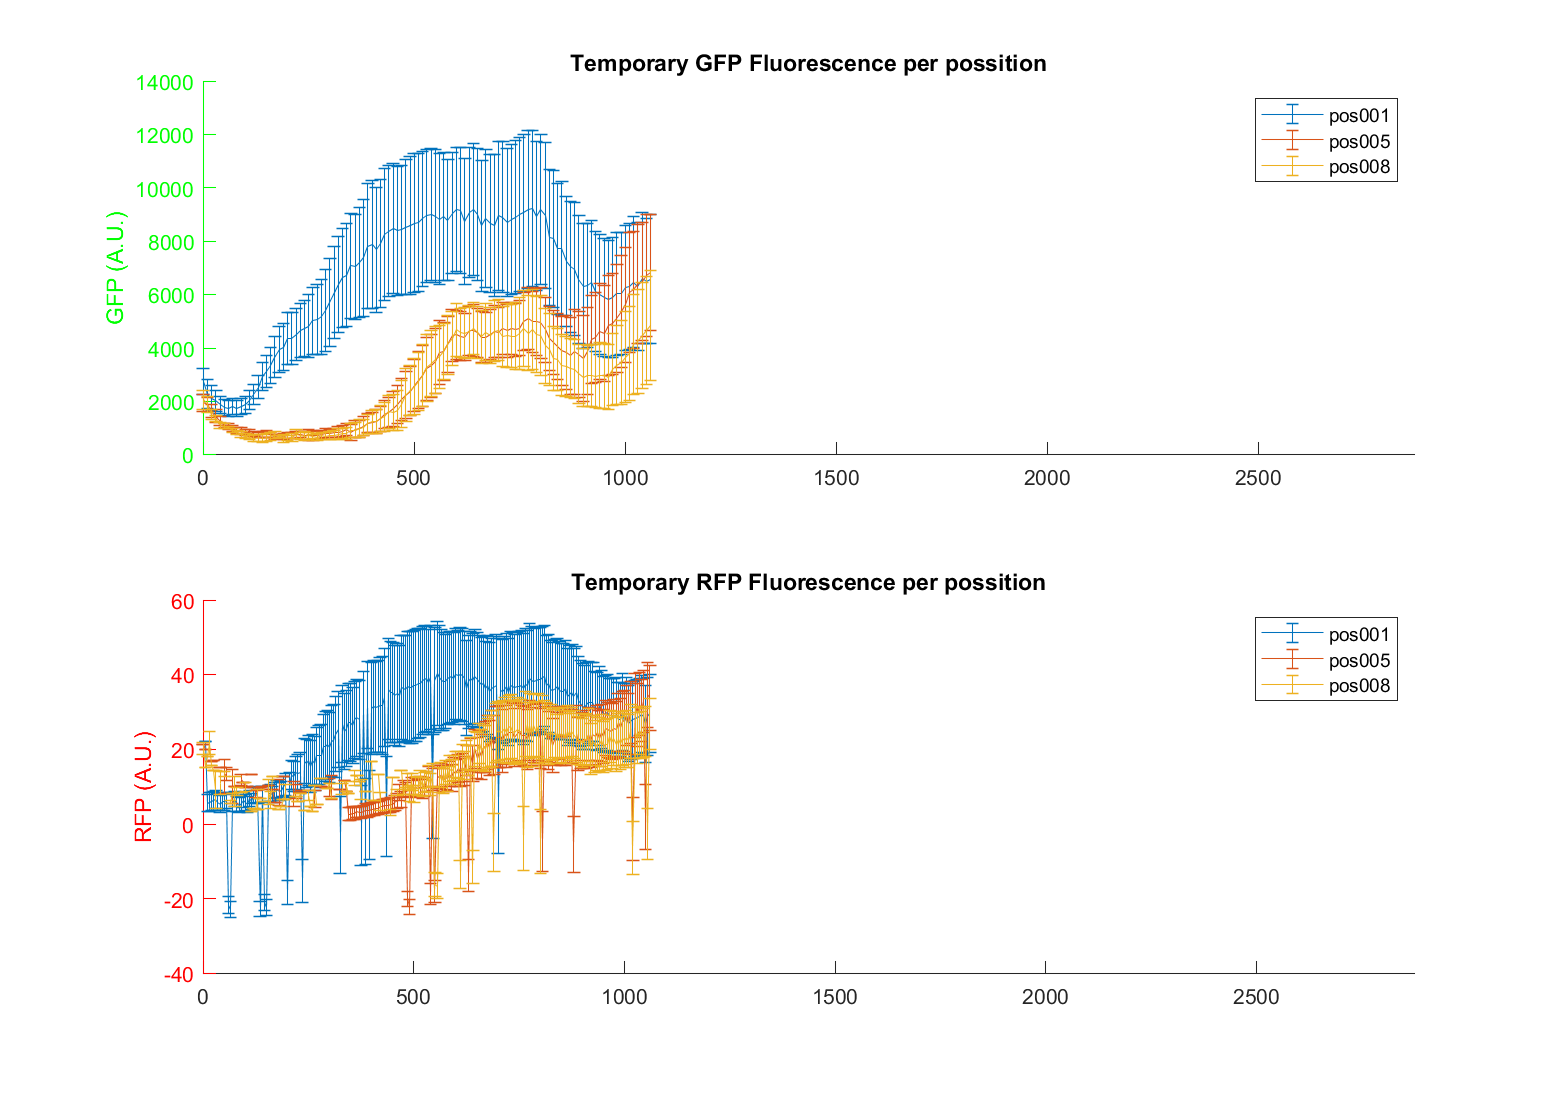 Temporary GFP Fluorescence per possition
14000
12000
10000
8000
6000
4000
2000
0
GFP (A.U.)
0 500 1000 1500 2000 2500
pos001
pos005
pos008
Temporary RFP Fluorescence per possition
60
40
20
0
-20
-40
RFP (A.U.)
0 500 1000 1500 2000 2500
pos001
pos005
pos008